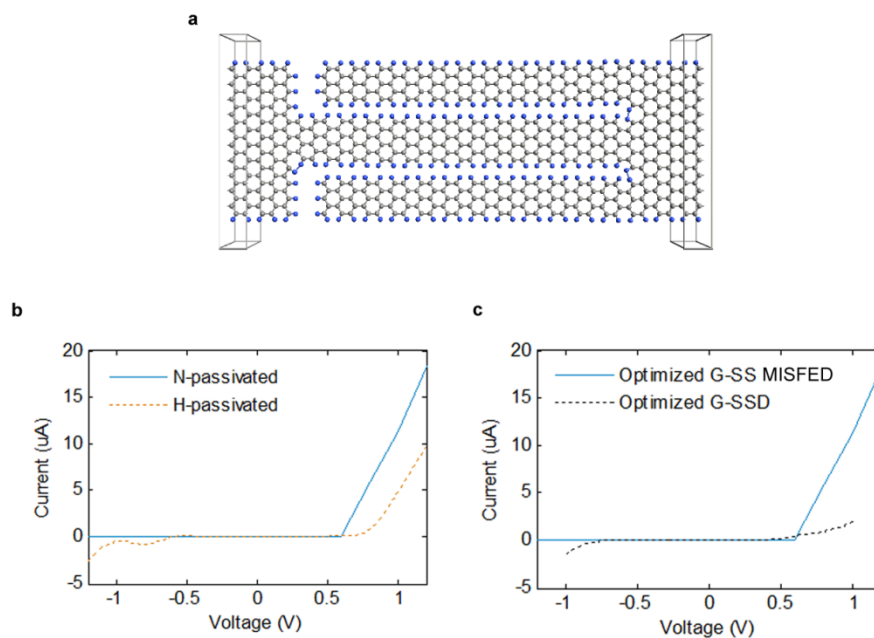 a
b
20
15
10
5
0
-5
Current (uA)
N-passivated
H-passivated
-1
-0.5
0
0.5
1
Voltage (V)
c
20
15
10
5
0
-5
Current (uA)
Optimized G-SS MISFED
Optimized G-SSD
-1
-0.5
0
0.5
1
Voltage (V)